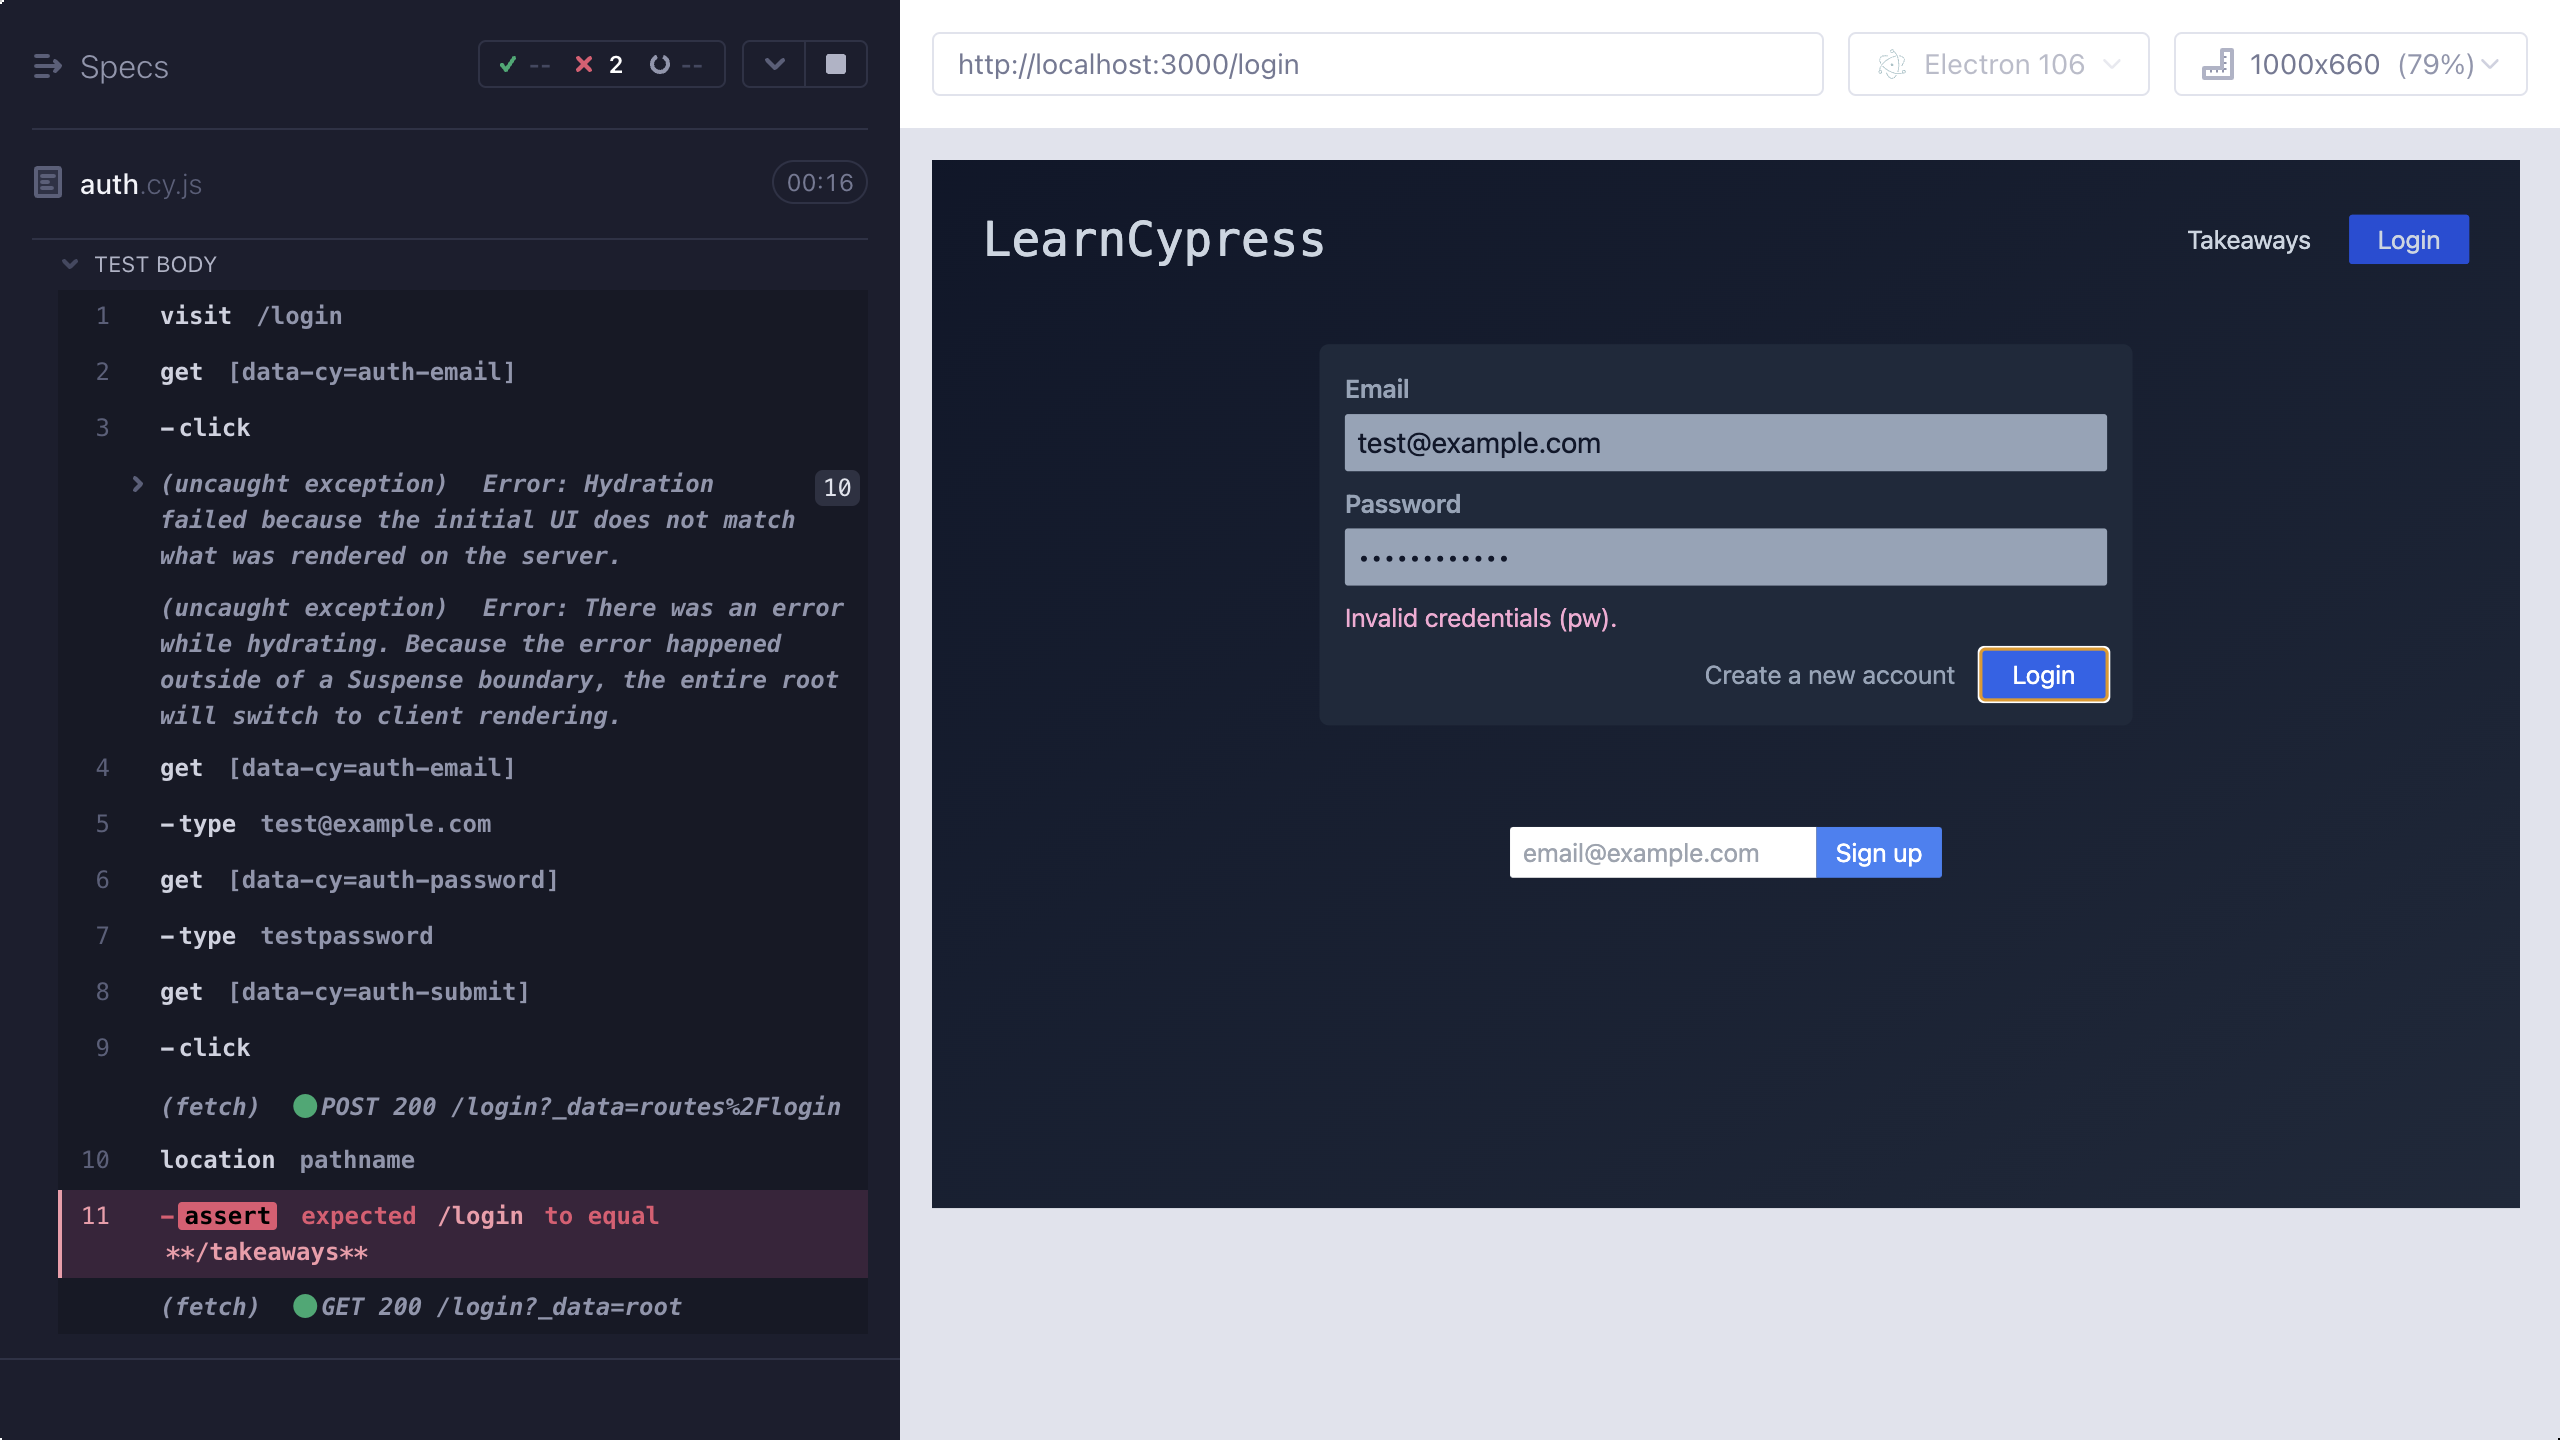 Specs
-- 2 --
auth.cy.js
00:16
TEST BODY
1 visit /login
2 get [data-cy=auth-email]
3 -click
(uncaught exception) Error: Hydration
failed because the initial UI does not match
what was rendered on the server.
10
(uncaught exception) Error: There was an error
while hydrating. Because the error happened
outside of a Suspense boundary, the entire root
will switch to client rendering.
4 get [data-cy=auth-email]
5 -type test@example.com
6 get [data-cy=auth-password]
7 -type testpassword
8 get [data-cy=auth-submit]
9 -click
(fetch) POST 200 /login?_data=routes%2Flogin
10 location pathname
11 -assert expected /login to equal
**/takeaways**
(fetch) GET 200 /login?_data=root
http://localhost:3000/login
Electron 106
1000x660 (79%)
LearnCypress
Takeaways
Login
Email
test@example.com
Password
••••••••••••
Invalid credentials (pw).
Create a new account
Login
email@example.com
Sign up